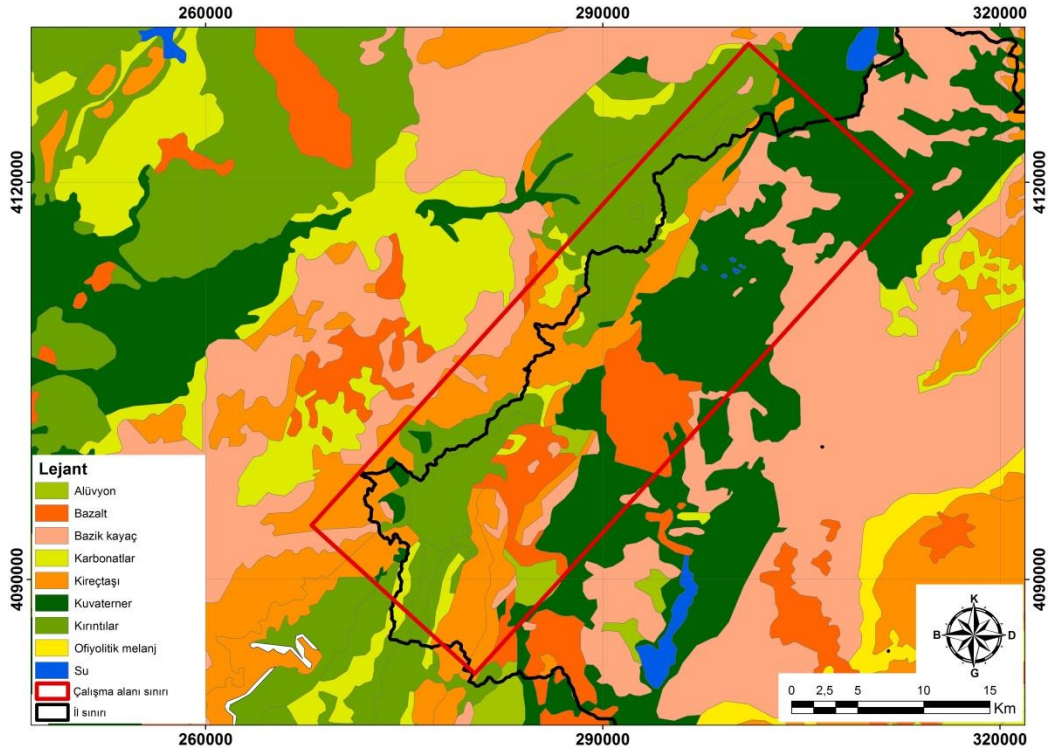 260000 290000 320000
4120000 4120000
4090000 4090000
Lejant
Alüvyon
Bazalt
Bazik kayaç
Karbonatlar
Kireçtaşı
Kuvaterner
Kırıntılar
Ofiyolitik melanj
Su
Çalışma alanı sınırı
İl sınırı
K
B D
G
0 2,5 5 10 15
Km
260000 290000 320000